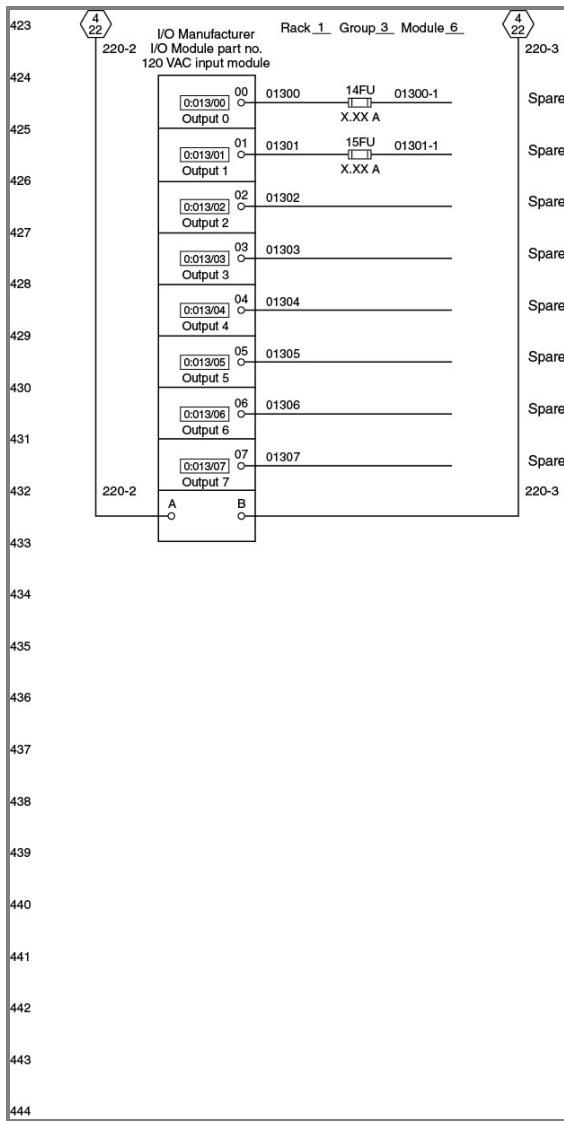 423
4
22
I/O Manufacturer
I/O Module part no.
120 VAC input module
Rack 1 Group 3 Module 6
4
22
220-2
220-3
424
0:013/00
Output 0
00
01300
14FU
X.XX A
01300-1
Spare
425
0:013/01
Output 1
01
01301
15FU
X.XX A
01301-1
Spare
426
0:013/02
Output 2
02
01302
Spare
427
0:013/03
Output 3
03
01303
Spare
428
0:013/04
Output 4
04
01304
Spare
429
0:013/05
Output 5
05
01305
Spare
430
0:013/06
Output 6
06
01306
Spare
431
0:013/07
Output 7
07
01307
Spare
432
220-2
A
B
220-3
433
434
435
436
437
438
439
440
441
442
443
444